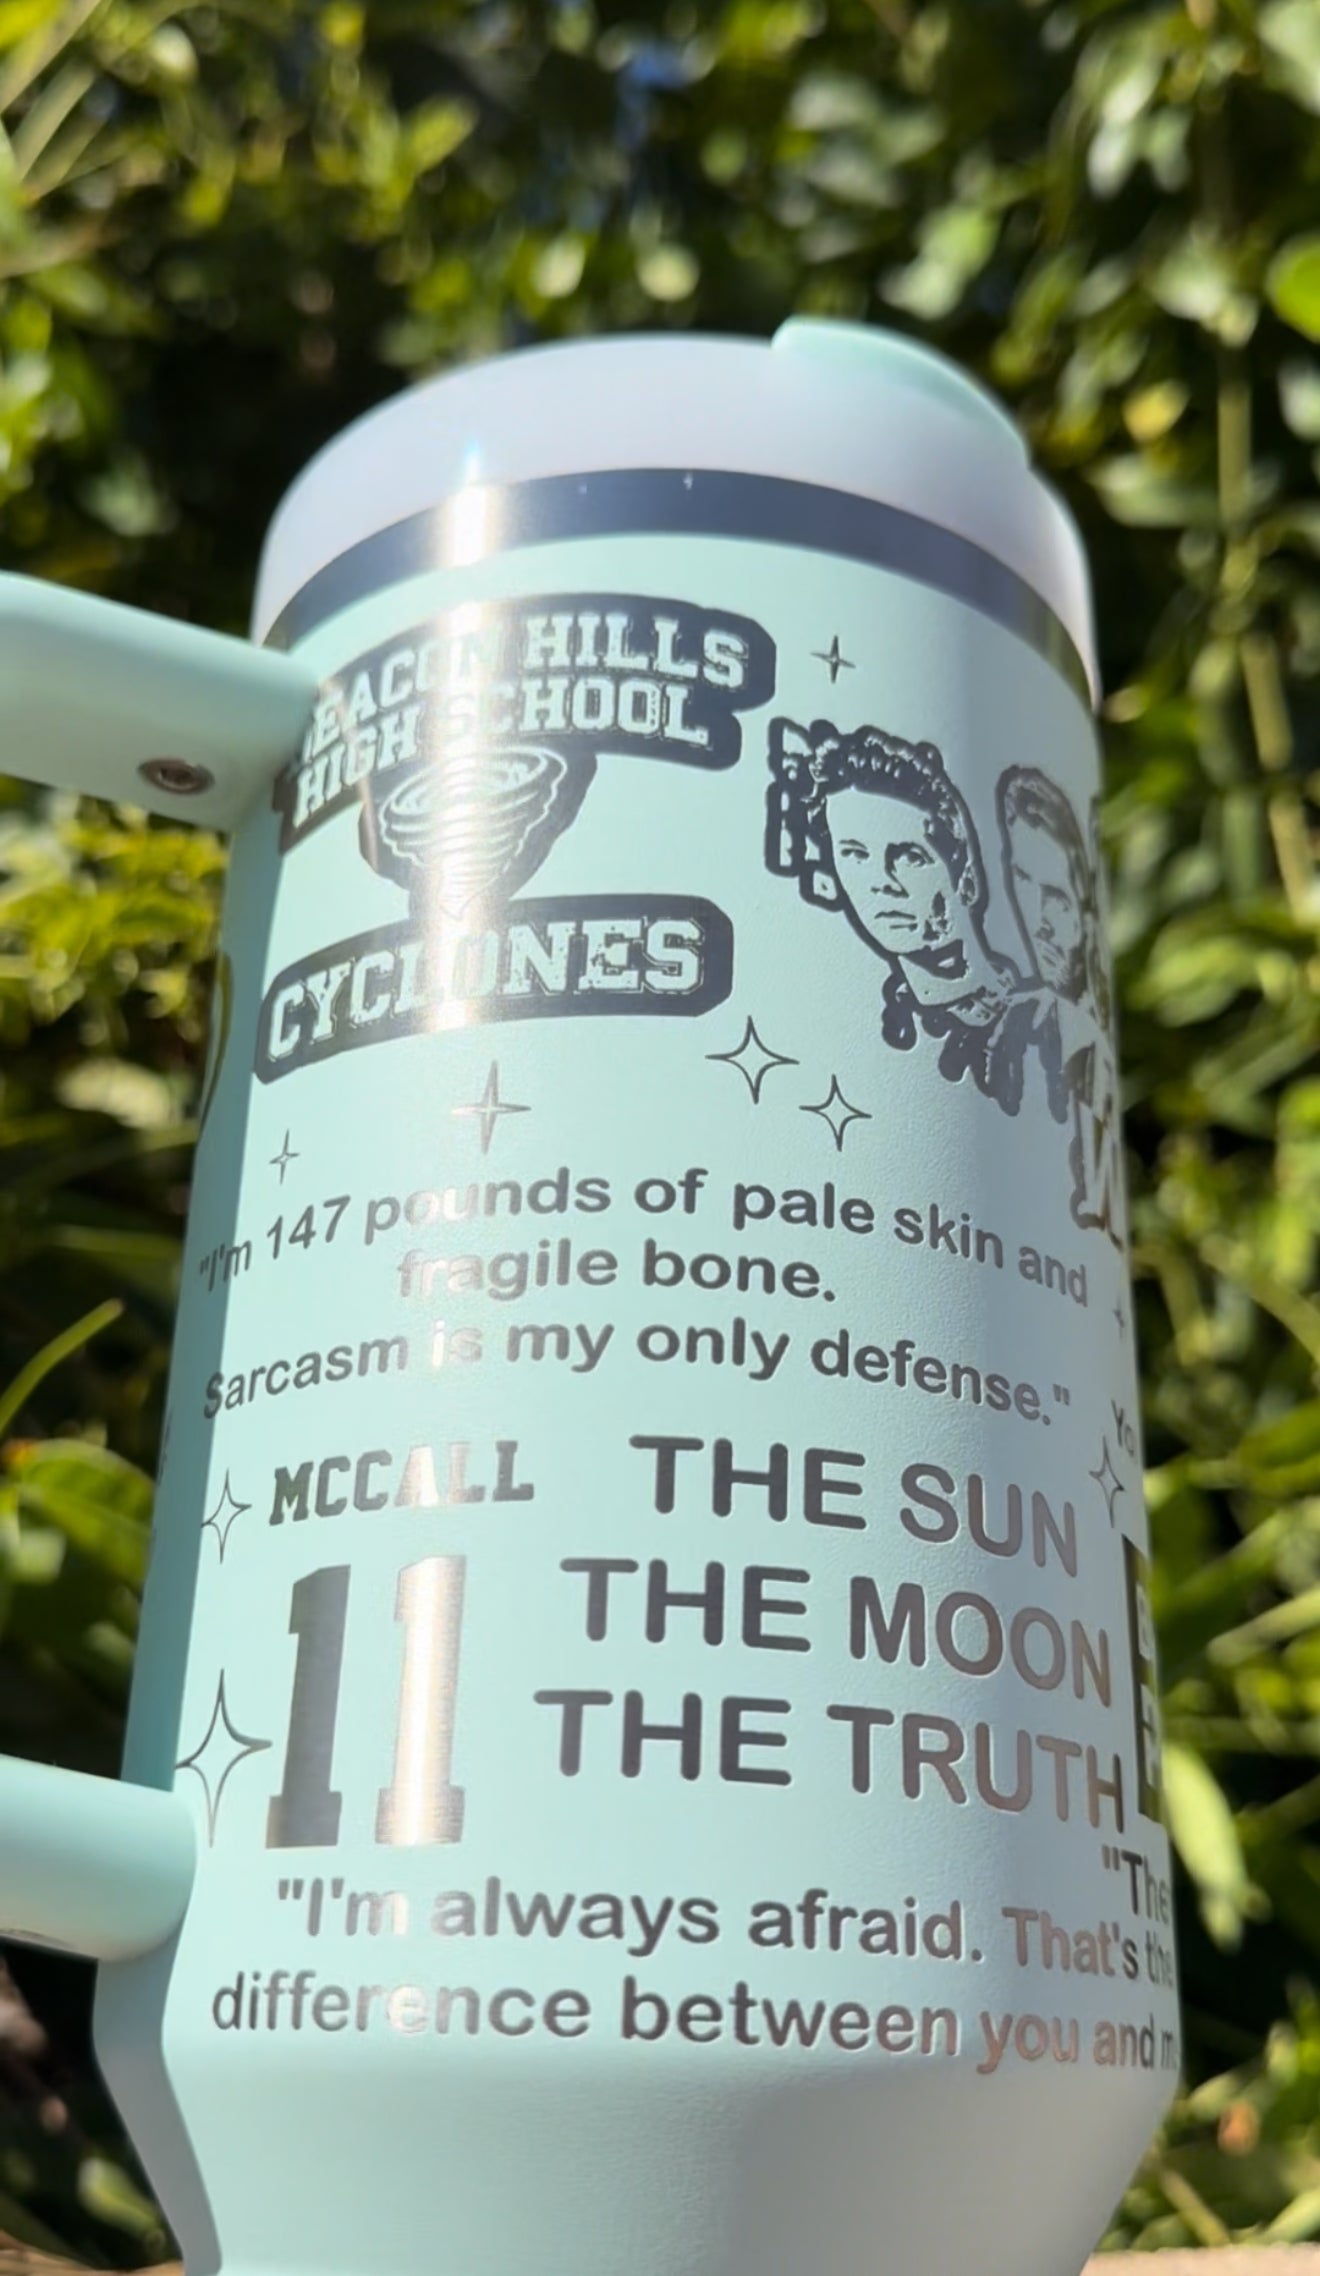 BEACON HILLS
HIGH SCHOOL
CYCLONES
"I'm 147 pounds of pale skin and
fragile bone.
Sarcasm is my only defense."
MCCALL
11
THE SUN
THE MOON
THE TRUTH
"I'm always afraid. That's the
difference between you and